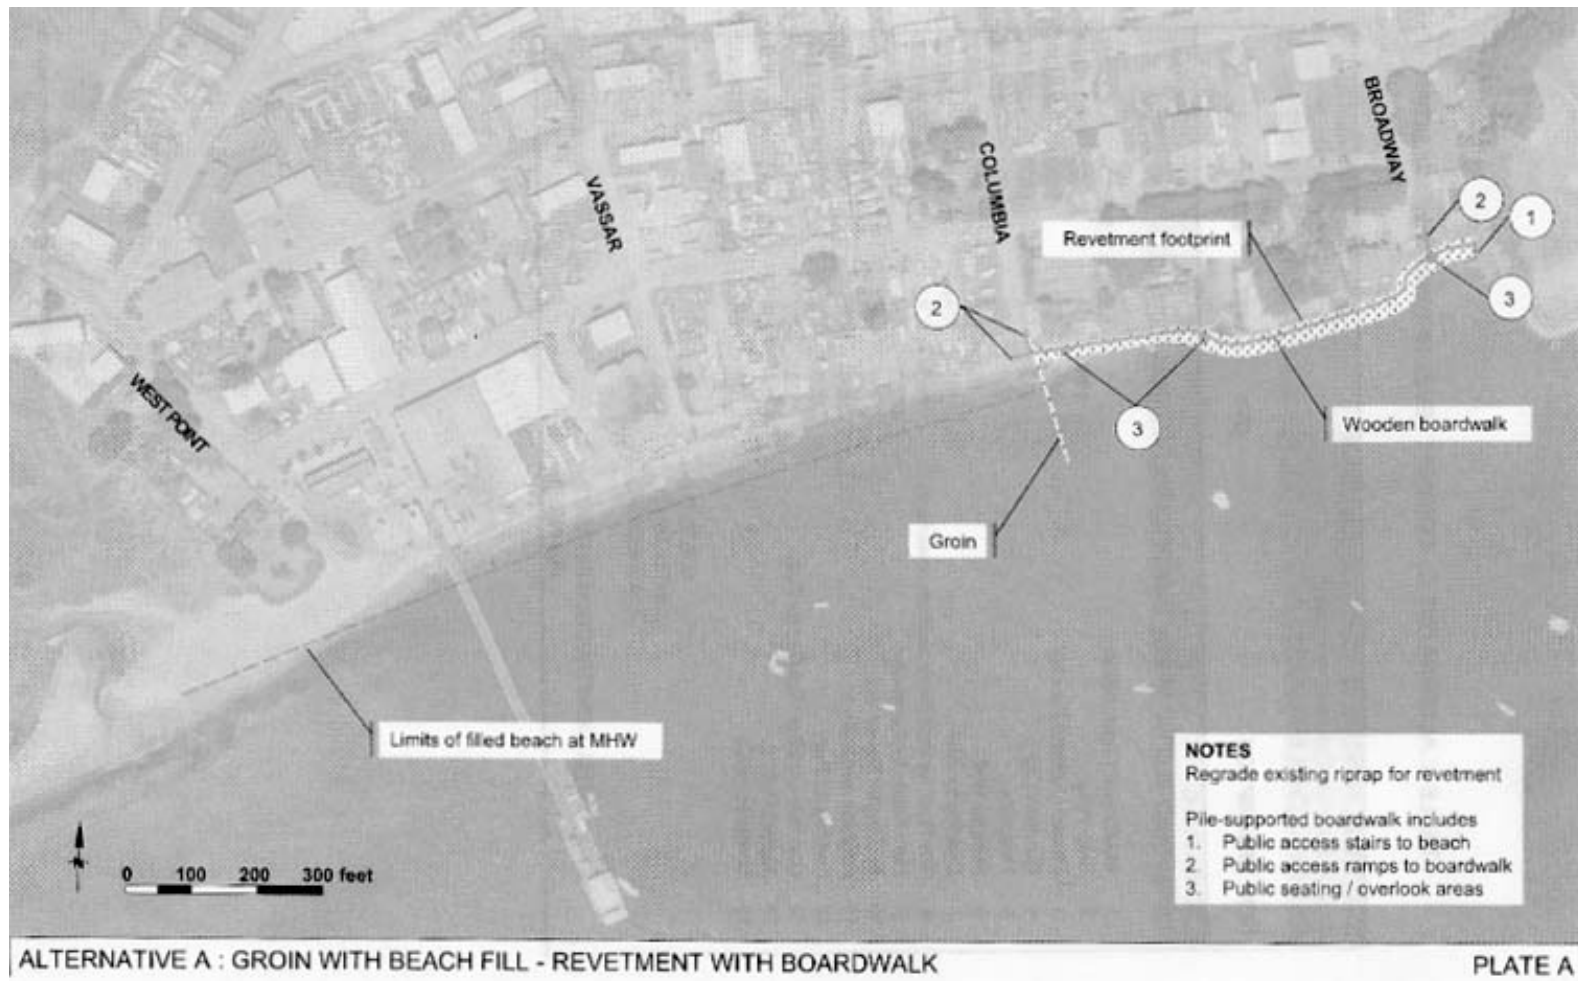 BROADWAY
COLUMBIA
VASSAR
2
1
Revetment footprint
3
2
WEST POINT
3
Wooden boardwalk
Groin
Limits of filled beach at MHW
NOTES
Regrade existing riprap for revetment
Pile-supported boardwalk includes
1. Public access stairs to beach
2. Public access ramps to boardwalk
3. Public seating / overlook areas
N
0 100 200 300 feet
ALTERNATIVE A : GROIN WITH BEACH FILL - REVETMENT WITH BOARDWALK
PLATE A